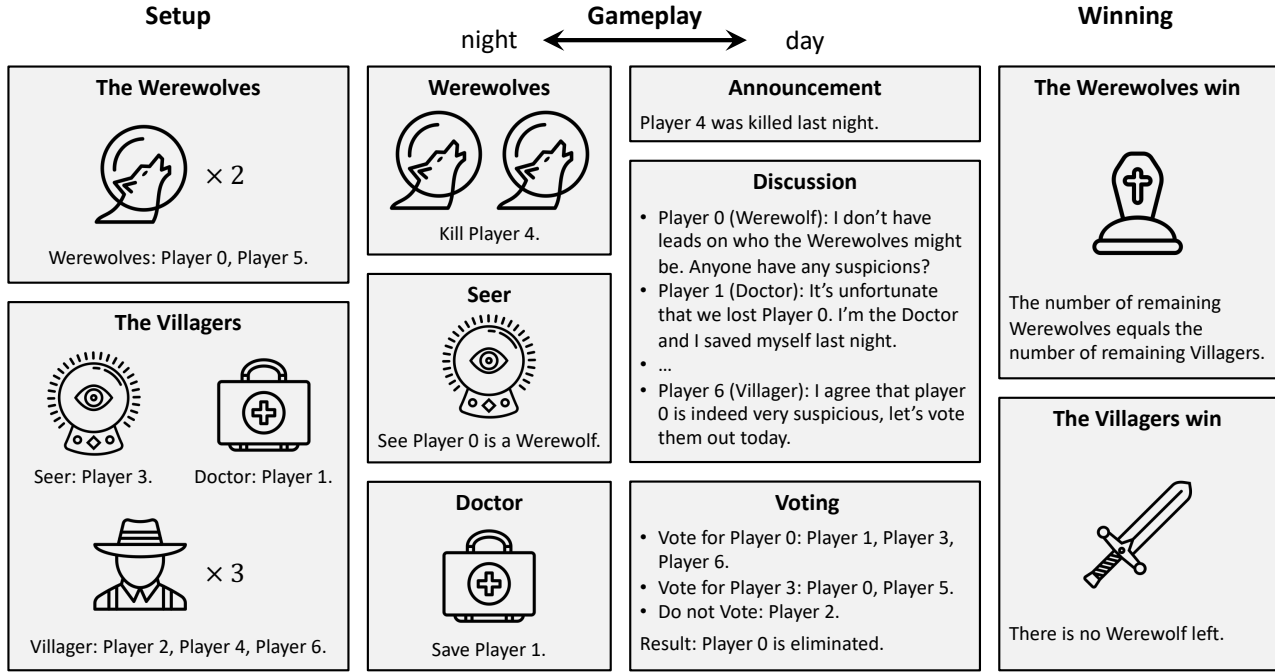 Setup
Gameplay
night
day
Winning
The Werewolves
× 2
Werewolves: Player 0, Player 5.
The Villagers
Seer: Player 3.
Doctor: Player 1.
× 3
Villager: Player 2, Player 4, Player 6.
Werewolves
Kill Player 4.
Seer
See Player 0 is a Werewolf.
Doctor
Save Player 1.
Announcement
Player 4 was killed last night.
Discussion
• Player 0 (Werewolf): I don’t have
leads on who the Werewolves might
be. Anyone have any suspicions?
• Player 1 (Doctor): It’s unfortunate
that we lost Player 0. I’m the Doctor
and I saved myself last night.
• ...
• Player 6 (Villager): I agree that player
0 is indeed very suspicious, let’s vote
them out today.
Voting
• Vote for Player 0: Player 1, Player 3,
Player 6.
• Vote for Player 3: Player 0, Player 5.
• Do not Vote: Player 2.
Result: Player 0 is eliminated.
The Werewolves win
The number of remaining
Werewolves equals the
number of remaining Villagers.
The Villagers win
There is no Werewolf left.